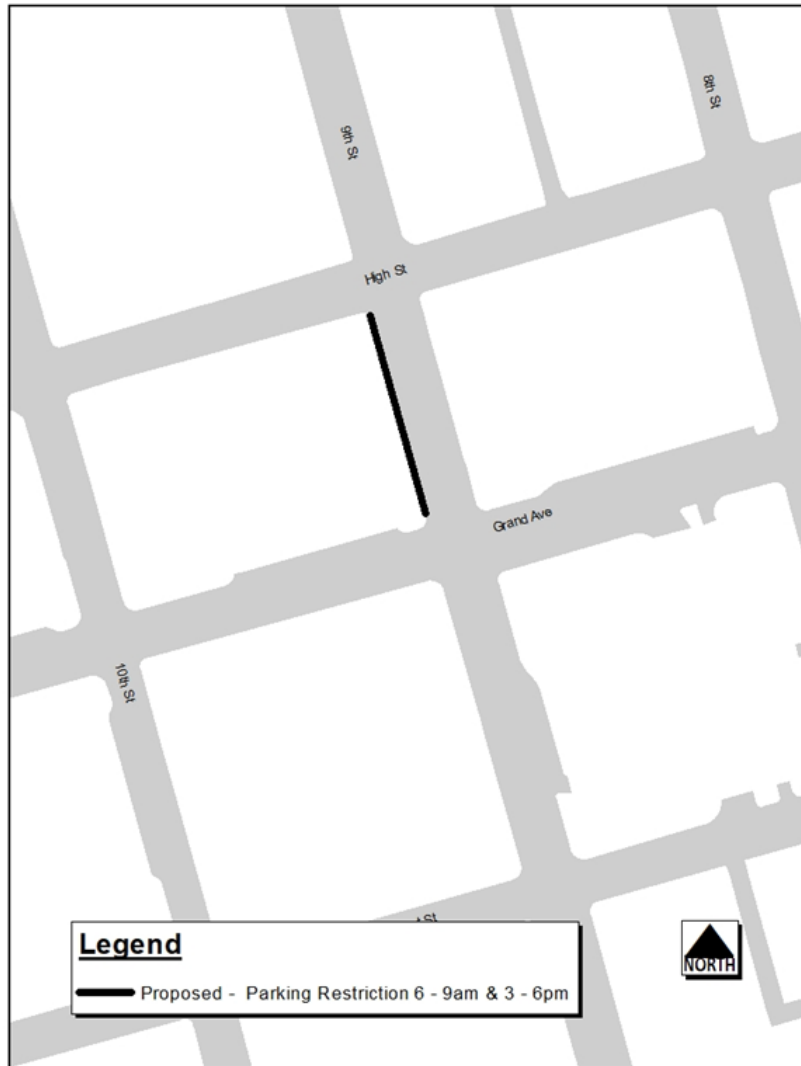 9th St
8th St
High St
Grand Ave
10th St
St
Legend
Proposed - Parking Restriction 6 - 9am & 3 - 6pm
NORTH